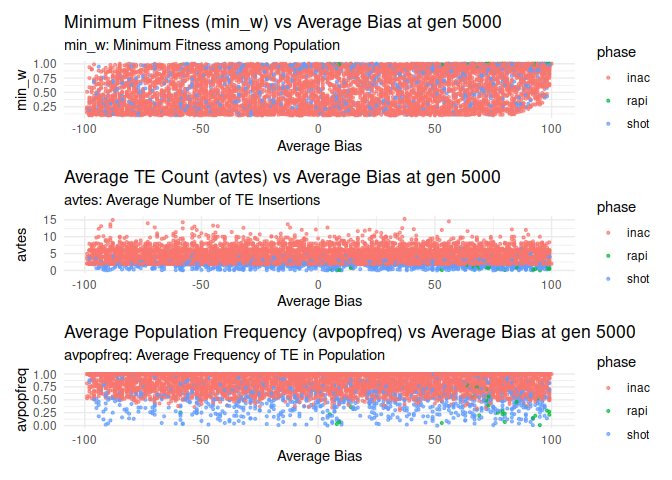 Minimum Fitness (min_w) vs Average Bias at gen 5000
min_w: Minimum Fitness among Population
min_w
1.00
0.75
0.50
0.25
-100 -50 0 50 100
Average Bias
phase
inac
rapi
shot
Average TE Count (avtes) vs Average Bias at gen 5000
avtes: Average Number of TE Insertions
avtes
15
10
5
0
-100 -50 0 50 100
Average Bias
phase
inac
rapi
shot
Average Population Frequency (avpopfreq) vs Average Bias at gen 5000
avpopfreq: Average Frequency of TE in Population
avpopfreq
1.00
0.75
0.50
0.25
0.00
-100 -50 0 50 100
Average Bias
phase
inac
rapi
shot